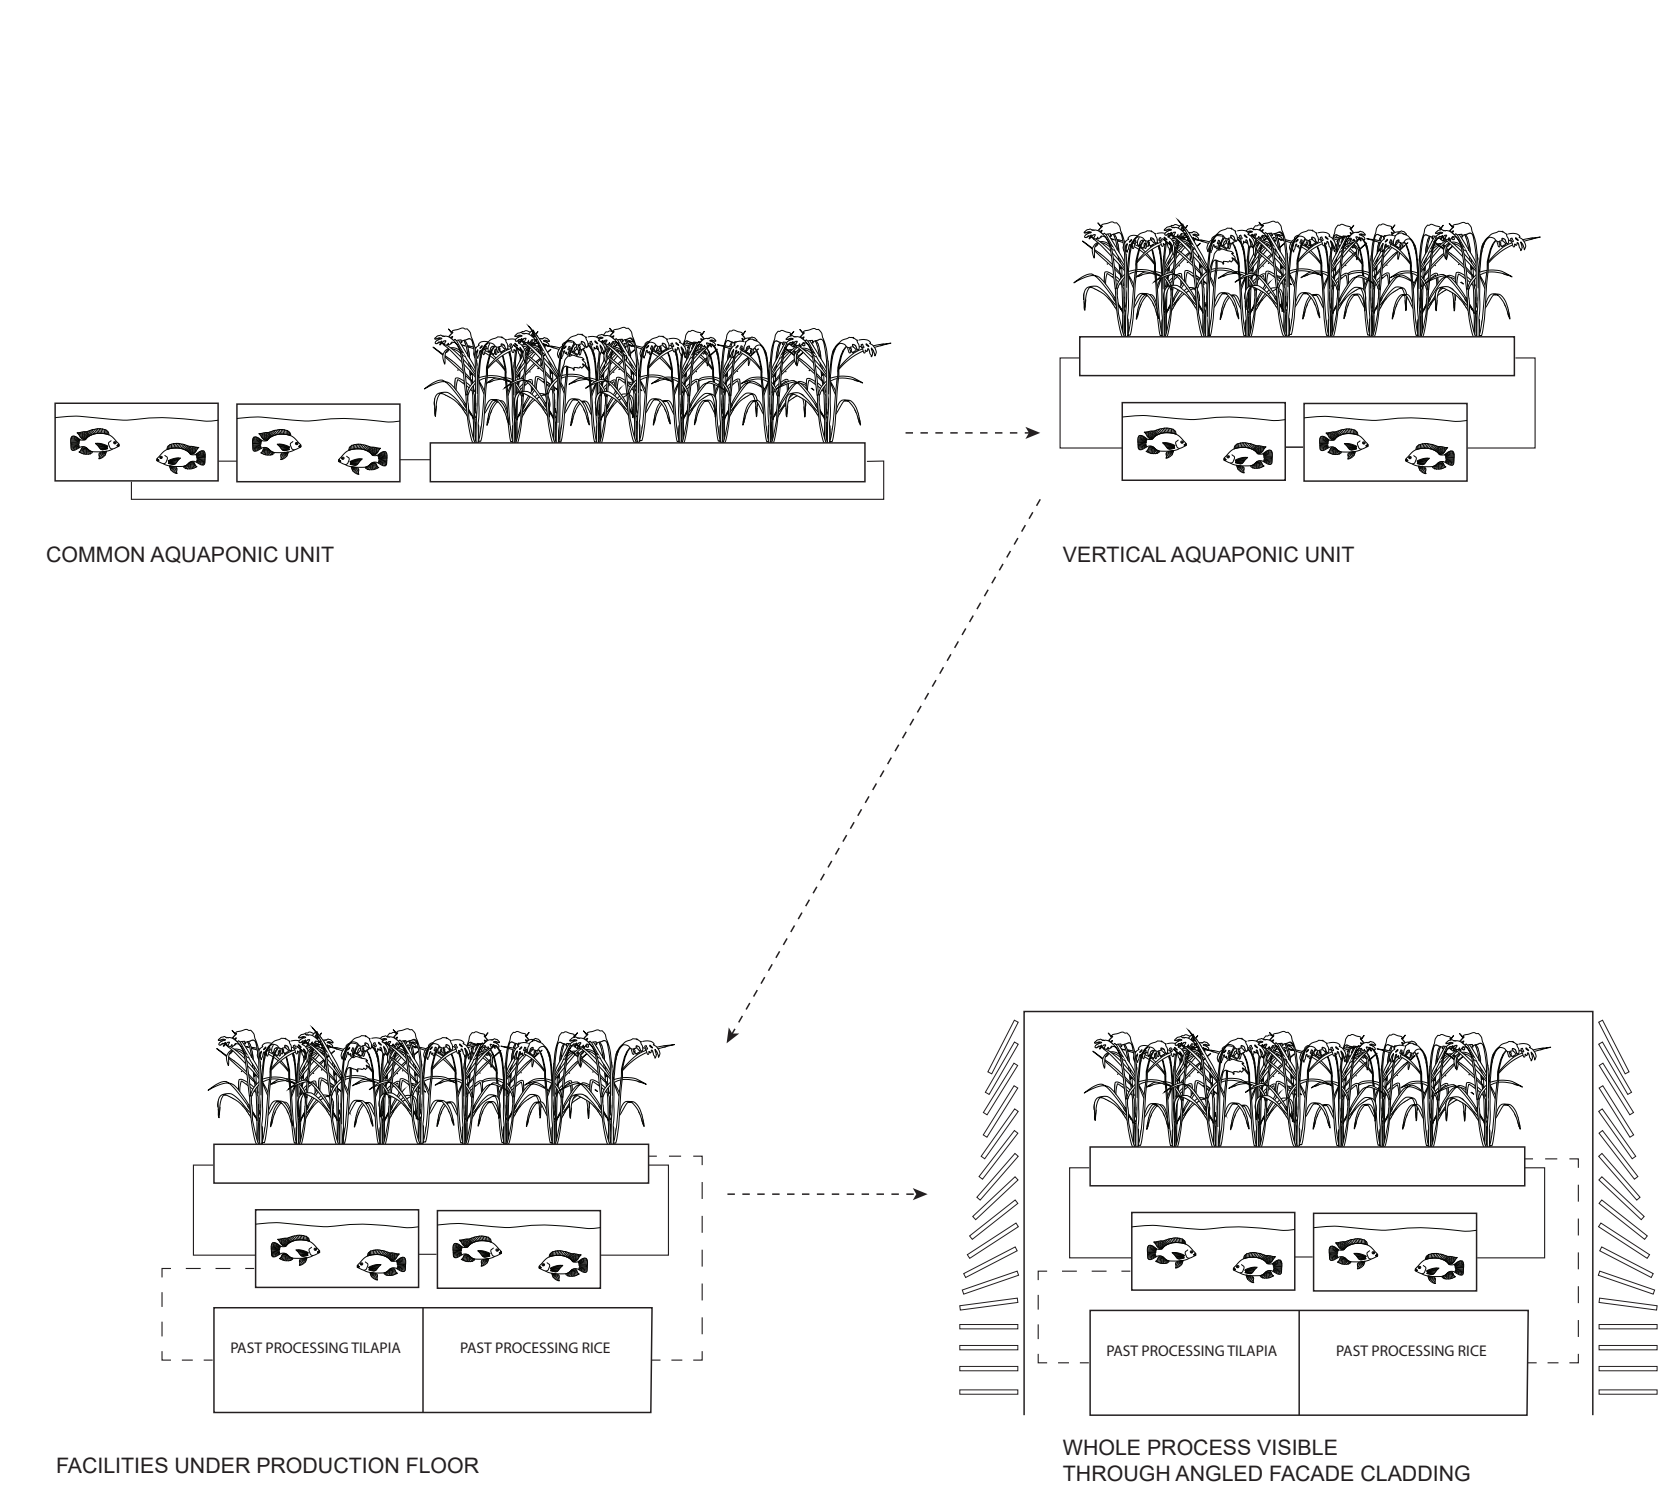 COMMON AQUAPONIC UNIT
VERTICAL AQUAPONIC UNIT
PAST PROCESSING TILAPIA
PAST PROCESSING RICE
FACILITIES UNDER PRODUCTION FLOOR
PAST PROCESSING TILAPIA
PAST PROCESSING RICE
WHOLE PROCESS VISIBLE
THROUGH ANGLED FACADE CLADDING